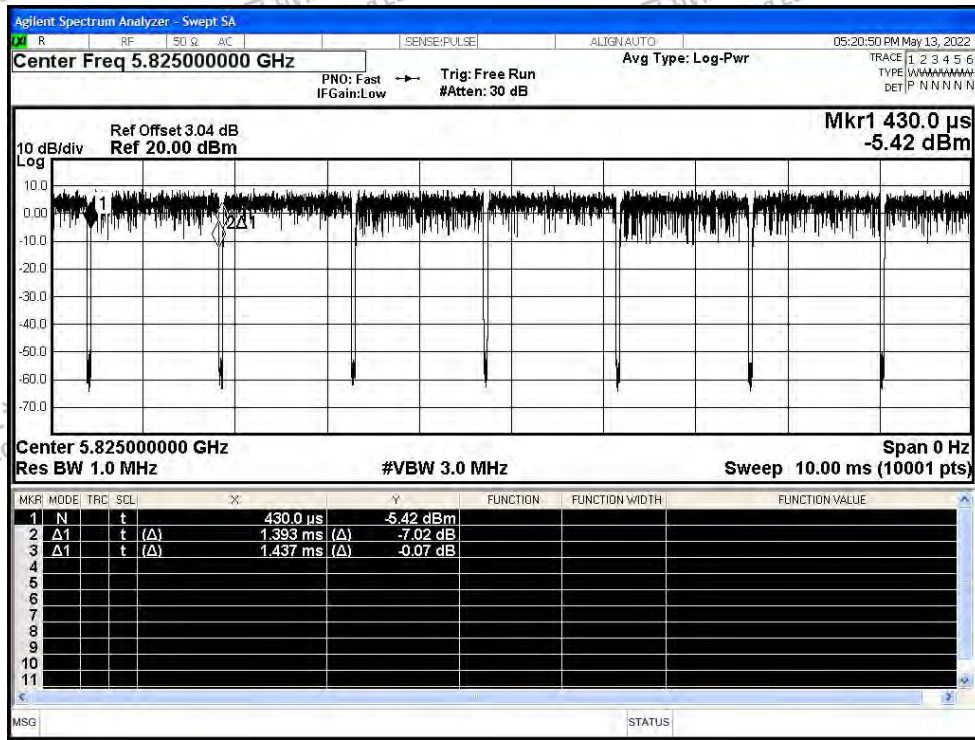 Agilent Spectrum Analyzer - Swept SA
LXI R RF 50 Ω AC SENSE:PULSE ALIGNAUTO 05:20:50 PM May 13, 2022
Center Freq 5.825000000 GHz
PNO: Fast
IFGain:Low
Trig: Free Run
#Atten: 30 dB
Avg Type: Log-Pwr
TRACE 1 2 3 4 5 6
TYPE WWWWWWW
DET P N N N N N
Mkr1 430.0 µs
-5.42 dBm
Ref Offset 3.04 dB
10 dB/div Ref 20.00 dBm
Log
10.0
0.00
-10.0
-20.0
-30.0
-40.0
-50.0
-60.0
-70.0
1
2Δ1
Center 5.825000000 GHz Span 0 Hz
Res BW 1.0 MHz #VBW 3.0 MHz Sweep 10.00 ms (10001 pts)
MKR MODE TRC SCL X Y FUNCTION FUNCTION WIDTH FUNCTION VALUE
1 N t 430.0 µs -5.42 dBm
2 Δ1 t (Δ) 1.393 ms (Δ) -7.02 dB
3 Δ1 t (Δ) 1.437 ms (Δ) -0.07 dB
4
5
6
7
8
9
10
11
MSG STATUS